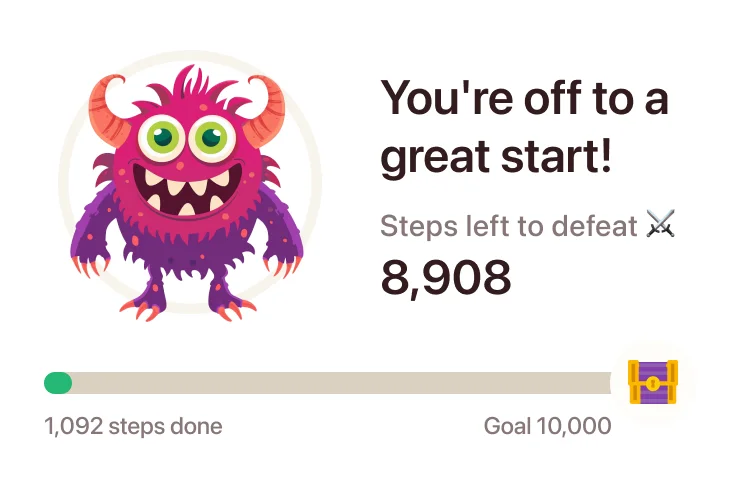 You're off to a
great start!
Steps left to defeat ⚔️
8,908
1,092 steps done
Goal 10,000